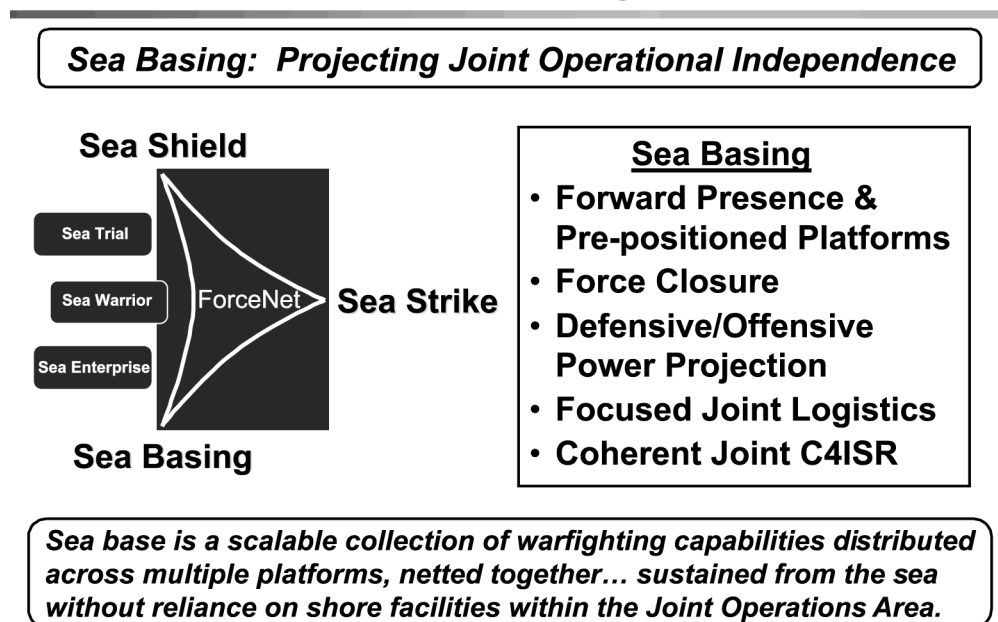 Sea Basing: Projecting Joint Operational Independence
Sea Shield
Sea Trial
Sea Warrior
ForceNet
Sea Strike
Sea Enterprise
Sea Basing
Sea Basing
• Forward Presence &
Pre-positioned Platforms
• Force Closure
• Defensive/Offensive
Power Projection
• Focused Joint Logistics
• Coherent Joint C4ISR
Sea base is a scalable collection of warfighting capabilities distributed
across multiple platforms, netted together… sustained from the sea
without reliance on shore facilities within the Joint Operations Area.